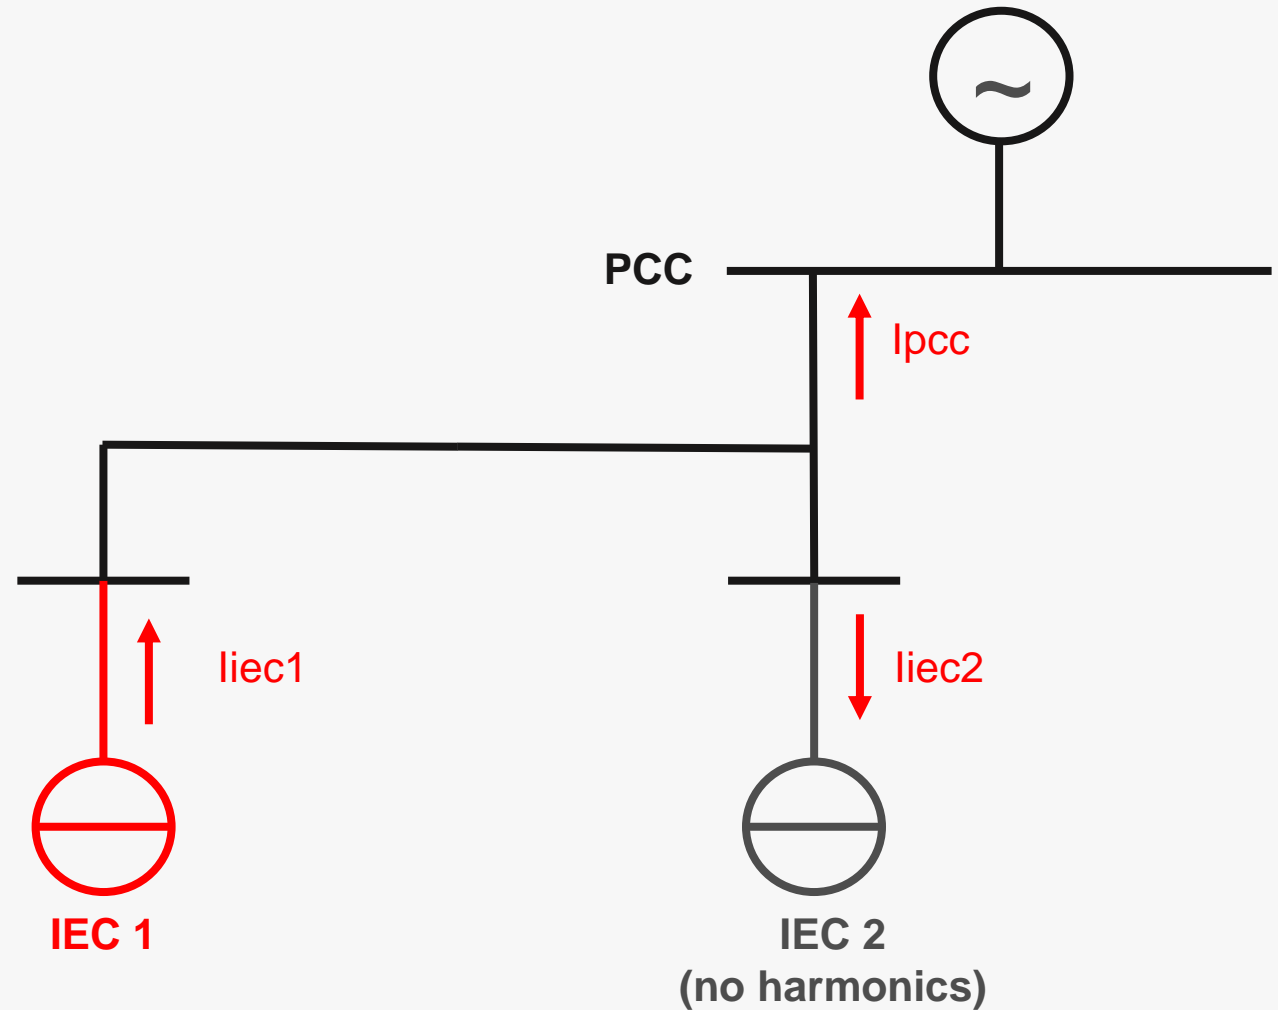 ~
PCC
Ipcc
Iiec1
Iiec2
IEC 1
IEC 2
(no harmonics)